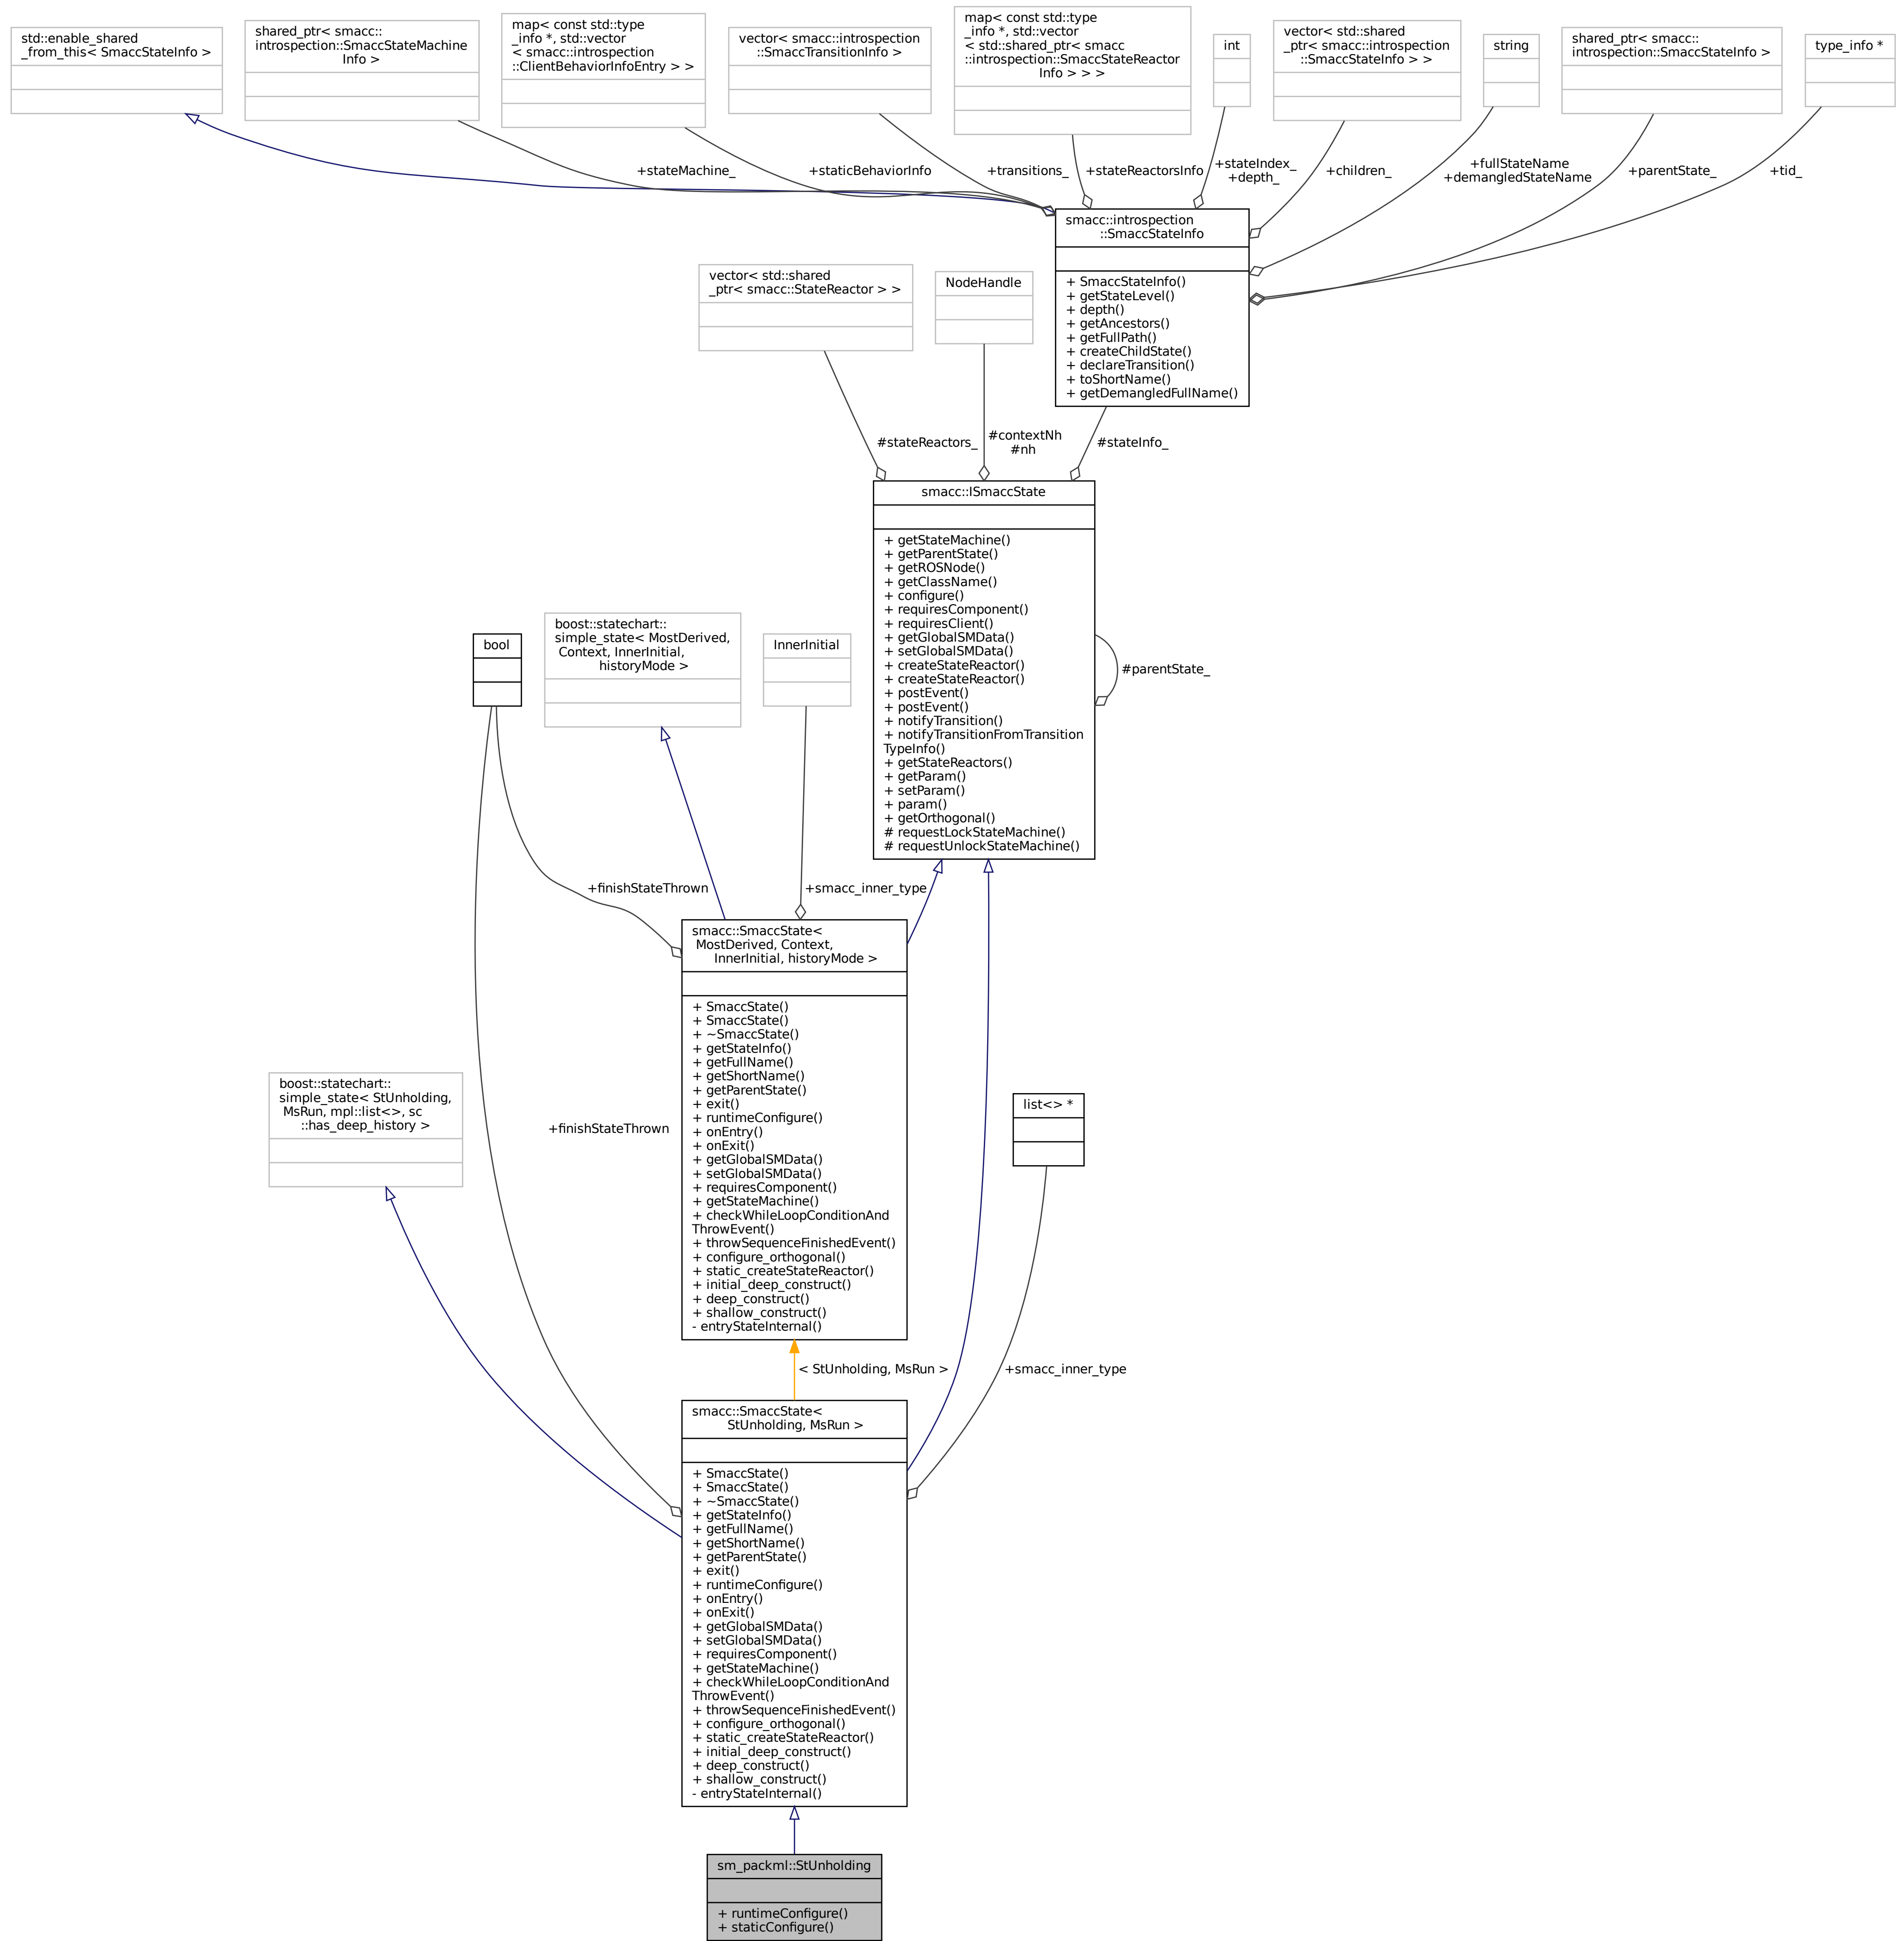 std::enable_shared
_from_this< SmaccStateInfo >
shared_ptr< smacc::
introspection::SmaccStateMachine
Info >
map< const std::type
_info *, std::vector
< smacc::introspection
::ClientBehaviorInfoEntry > >
vector< smacc::introspection
::SmaccTransitionInfo >
map< const std::type
_info *, std::vector
< std::shared_ptr< smacc
::introspection::SmaccStateReactor
Info > > >
int
vector< std::shared
_ptr< smacc::introspection
::SmaccStateInfo > >
string
shared_ptr< smacc::
introspection::SmaccStateInfo >
type_info *
+stateMachine_
+staticBehaviorInfo
+transitions_
+stateReactorsInfo
+stateIndex_
+depth_
+children_
+fullStateName
+demangledStateName
+parentState_
+tid_
smacc::introspection
::SmaccStateInfo
+ SmaccStateInfo()
+ getStateLevel()
+ depth()
+ getAncestors()
+ getFullPath()
+ createChildState()
+ declareTransition()
+ toShortName()
+ getDemangledFullName()
vector< std::shared
_ptr< smacc::StateReactor > >
NodeHandle
#stateReactors_
#contextNh
#nh
#stateInfo_
smacc::ISmaccState
+ getStateMachine()
+ getParentState()
+ getROSNode()
+ getClassName()
+ configure()
+ requiresComponent()
+ requiresClient()
+ getGlobalSMData()
+ setGlobalSMData()
+ createStateReactor()
+ createStateReactor()
+ postEvent()
+ postEvent()
+ notifyTransition()
+ notifyTransitionFromTransition
TypeInfo()
+ getStateReactors()
+ getParam()
+ setParam()
+ param()
+ getOrthogonal()
# requestLockStateMachine()
# requestUnlockStateMachine()
#parentState_
bool
boost::statechart::
simple_state< MostDerived,
Context, InnerInitial,
historyMode >
InnerInitial
+finishStateThrown
+smacc_inner_type
smacc::SmaccState<
MostDerived, Context,
InnerInitial, historyMode >
+ SmaccState()
+ SmaccState()
+ ~SmaccState()
+ getStateInfo()
+ getFullName()
+ getShortName()
+ getParentState()
+ exit()
+ runtimeConfigure()
+ onEntry()
+ onExit()
+ getGlobalSMData()
+ setGlobalSMData()
+ requiresComponent()
+ getStateMachine()
+ checkWhileLoopConditionAnd
ThrowEvent()
+ throwSequenceFinishedEvent()
+ configure_orthogonal()
+ static_createStateReactor()
+ initial_deep_construct()
+ deep_construct()
+ shallow_construct()
- entryStateInternal()
boost::statechart::
simple_state< StUnholding,
MsRun, mpl::list<>, sc
::has_deep_history >
+finishStateThrown
list<> *
< StUnholding, MsRun >
+smacc_inner_type
smacc::SmaccState<
StUnholding, MsRun >
+ SmaccState()
+ SmaccState()
+ ~SmaccState()
+ getStateInfo()
+ getFullName()
+ getShortName()
+ getParentState()
+ exit()
+ runtimeConfigure()
+ onEntry()
+ onExit()
+ getGlobalSMData()
+ setGlobalSMData()
+ requiresComponent()
+ getStateMachine()
+ checkWhileLoopConditionAnd
ThrowEvent()
+ throwSequenceFinishedEvent()
+ configure_orthogonal()
+ static_createStateReactor()
+ initial_deep_construct()
+ deep_construct()
+ shallow_construct()
- entryStateInternal()
sm_packml::StUnholding
+ runtimeConfigure()
+ staticConfigure()